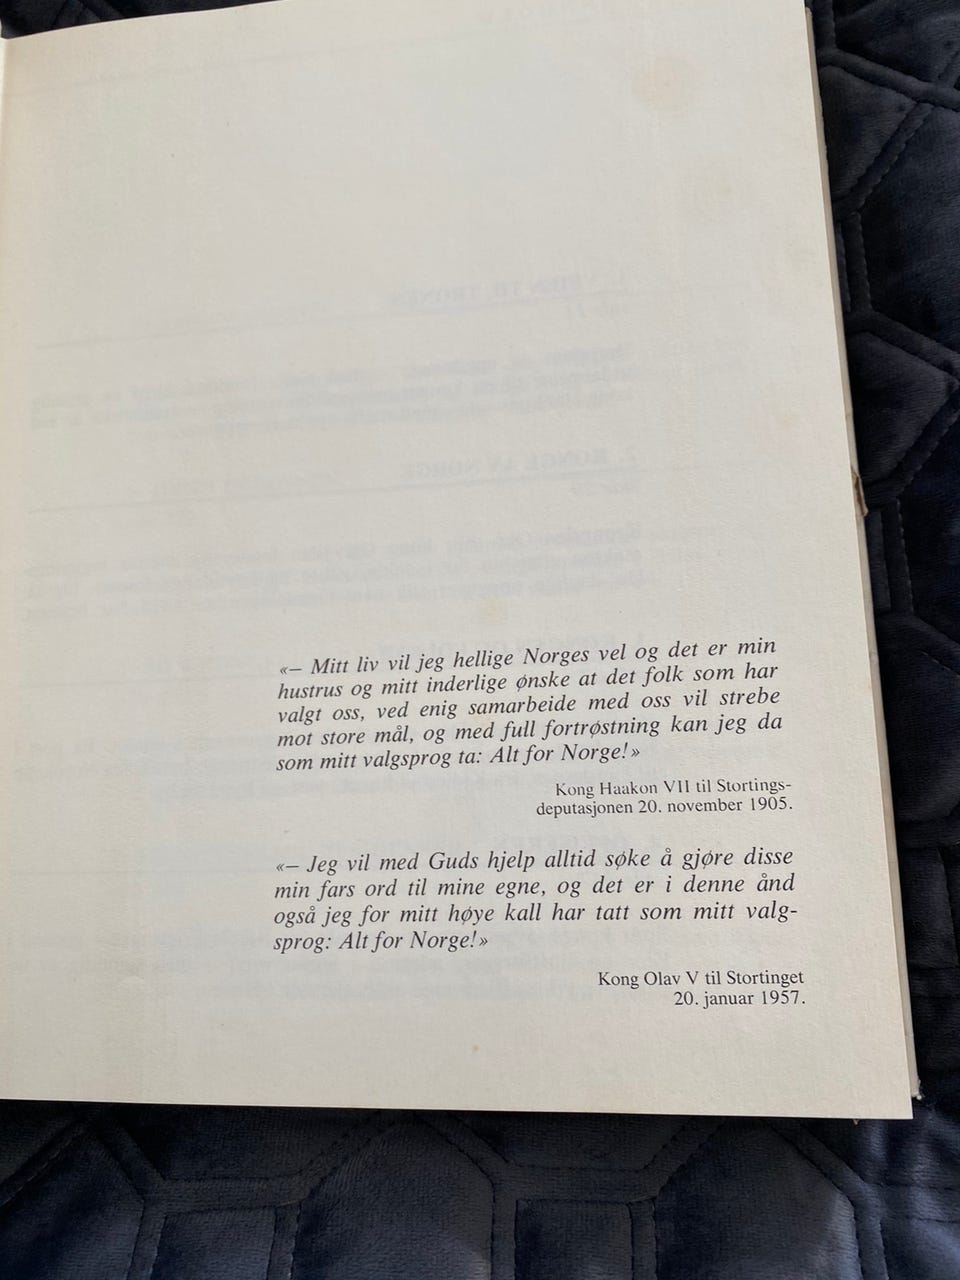 «– Mitt liv vil jeg hellige Norges vel og det er min
hustrus og mitt inderlige ønske at det folk som har
valgt oss, ved enig samarbeide med oss vil strebe
mot store mål, og med full fortrøstning kan jeg da
som mitt valgsprog ta: Alt for Norge!»
Kong Haakon VII til Stortings-
deputasjonen 20. november 1905.
«– Jeg vil med Guds hjelp alltid søke å gjøre disse
min fars ord til mine egne, og det er i denne ånd
også jeg for mitt høye kall har tatt som mitt valg-
sprog: Alt for Norge!»
Kong Olav V til Stortinget
20. januar 1957.